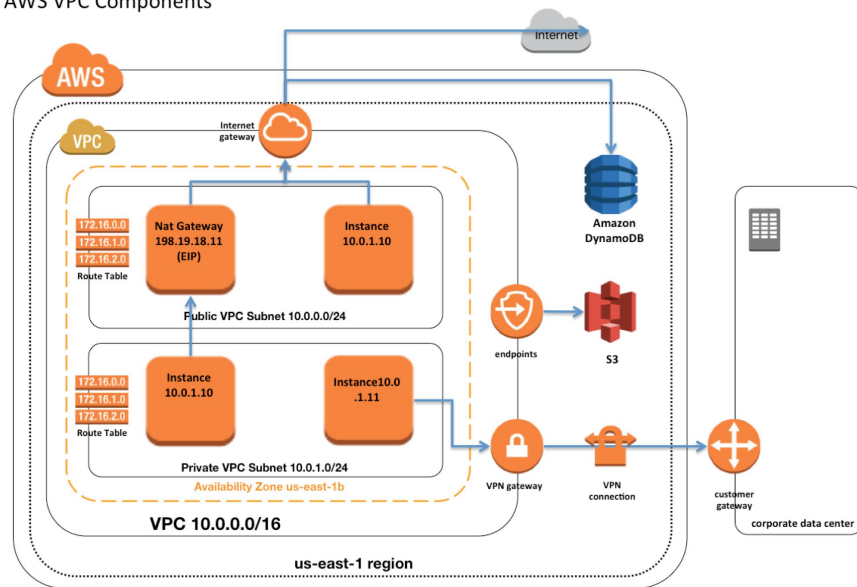 AWS VPC Components
Internet
AWS
Internet
gateway
VPC
172.16.0.0
172.16.1.0
172.16.2.0
Route Table
Nat Gateway
198.19.18.11
(EIP)
Instance
10.0.1.10
Public VPC Subnet 10.0.0.0/24
Amazon
DynamoDB
endpoints
S3
172.16.0.0
172.16.1.0
172.16.2.0
Route Table
Instance
10.0.1.10
Instance10.0
.1.11
Private VPC Subnet 10.0.1.0/24
Availability Zone us-east-1b
VPN gateway
VPN
connection
customer
gateway
corporate data center
VPC 10.0.0.0/16
us-east-1 region